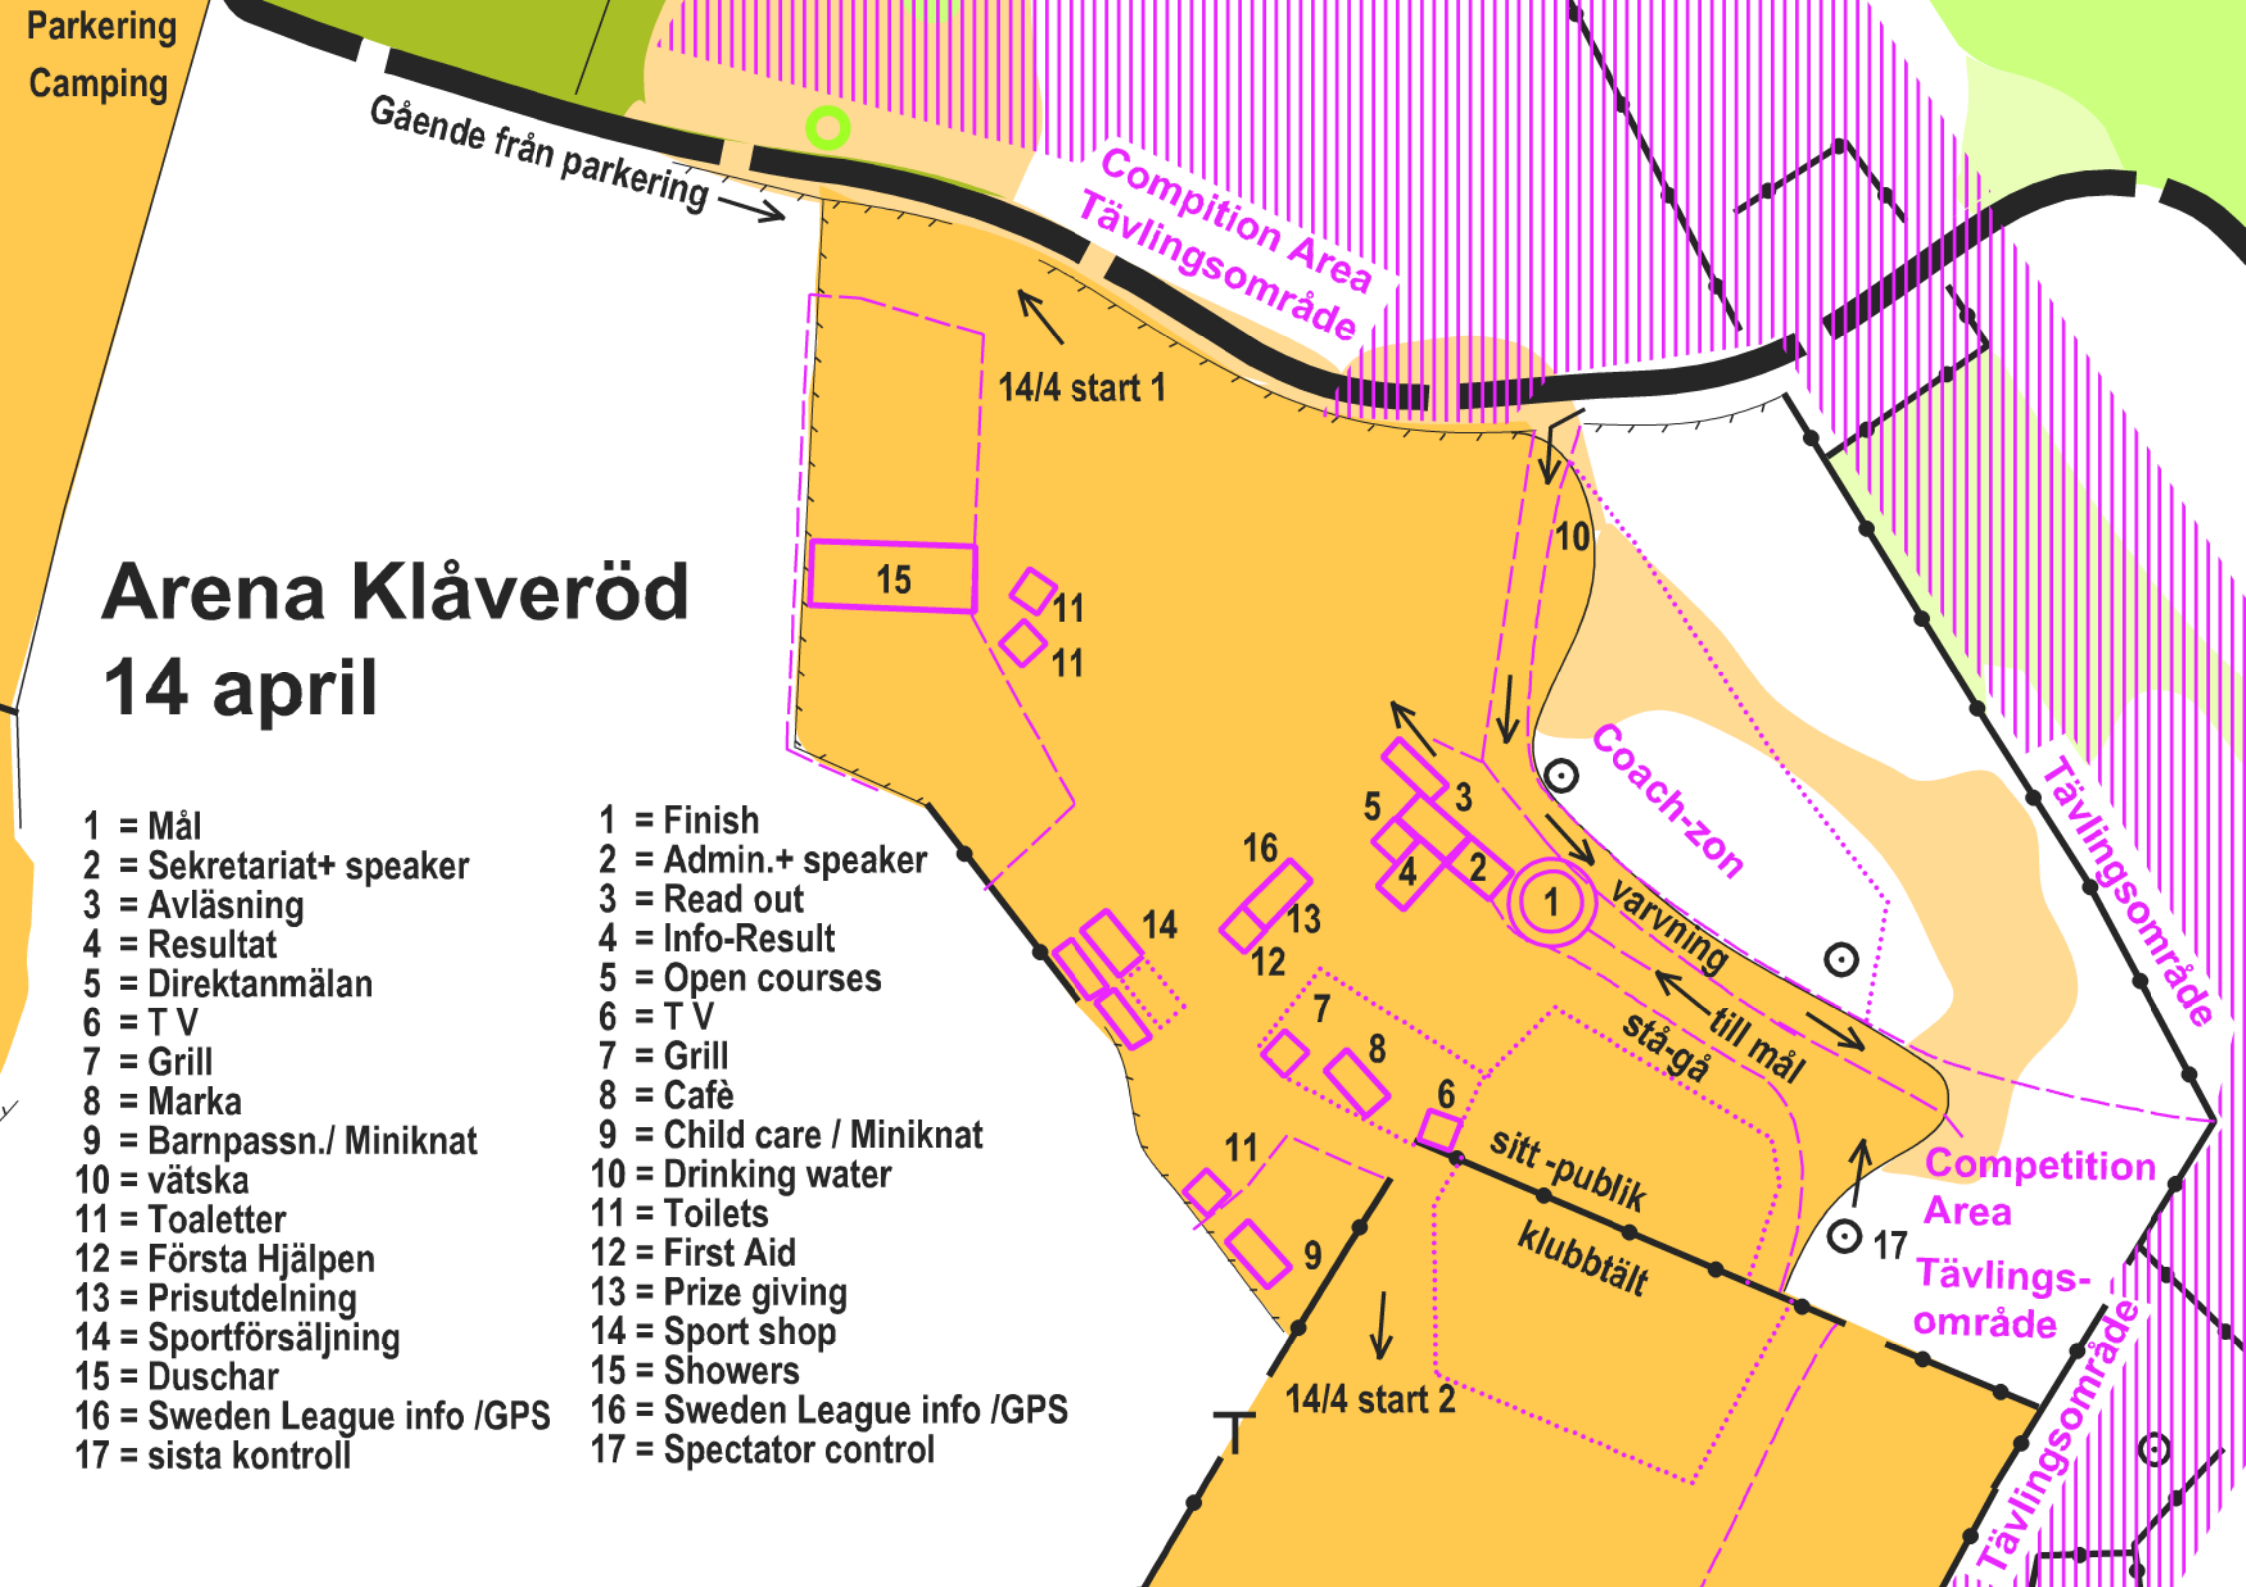 Parkering
Camping
Gående från parkering
Compition Area
Tävlingsområde
14/4 start 1
10
15
11
11
Arena Klåveröd
14 april
Coach-zon
Tävlingsområde
3
5
16
4
2
1
varvning
13
14
12
7
8
stå-gå
till mål
6
sitt -publik
klubbtält
11
9
17
Competition
Area
Tävlings-
område
14/4 start 2
Tävlingsområde
T
1 = Mål
2 = Sekretariat+ speaker
3 = Avläsning
4 = Resultat
5 = Direktanmälan
6 = T V
7 = Grill
8 = Marka
9 = Barnpassn./ Miniknat
10 = vätska
11 = Toaletter
12 = Första Hjälpen
13 = Prisutdelning
14 = Sportförsäljning
15 = Duschar
16 = Sweden League info /GPS
17 = sista kontroll
1 = Finish
2 = Admin.+ speaker
3 = Read out
4 = Info-Result
5 = Open courses
6 = T V
7 = Grill
8 = Cafè
9 = Child care / Miniknat
10 = Drinking water
11 = Toilets
12 = First Aid
13 = Prize giving
14 = Sport shop
15 = Showers
16 = Sweden League info /GPS
17 = Spectator control